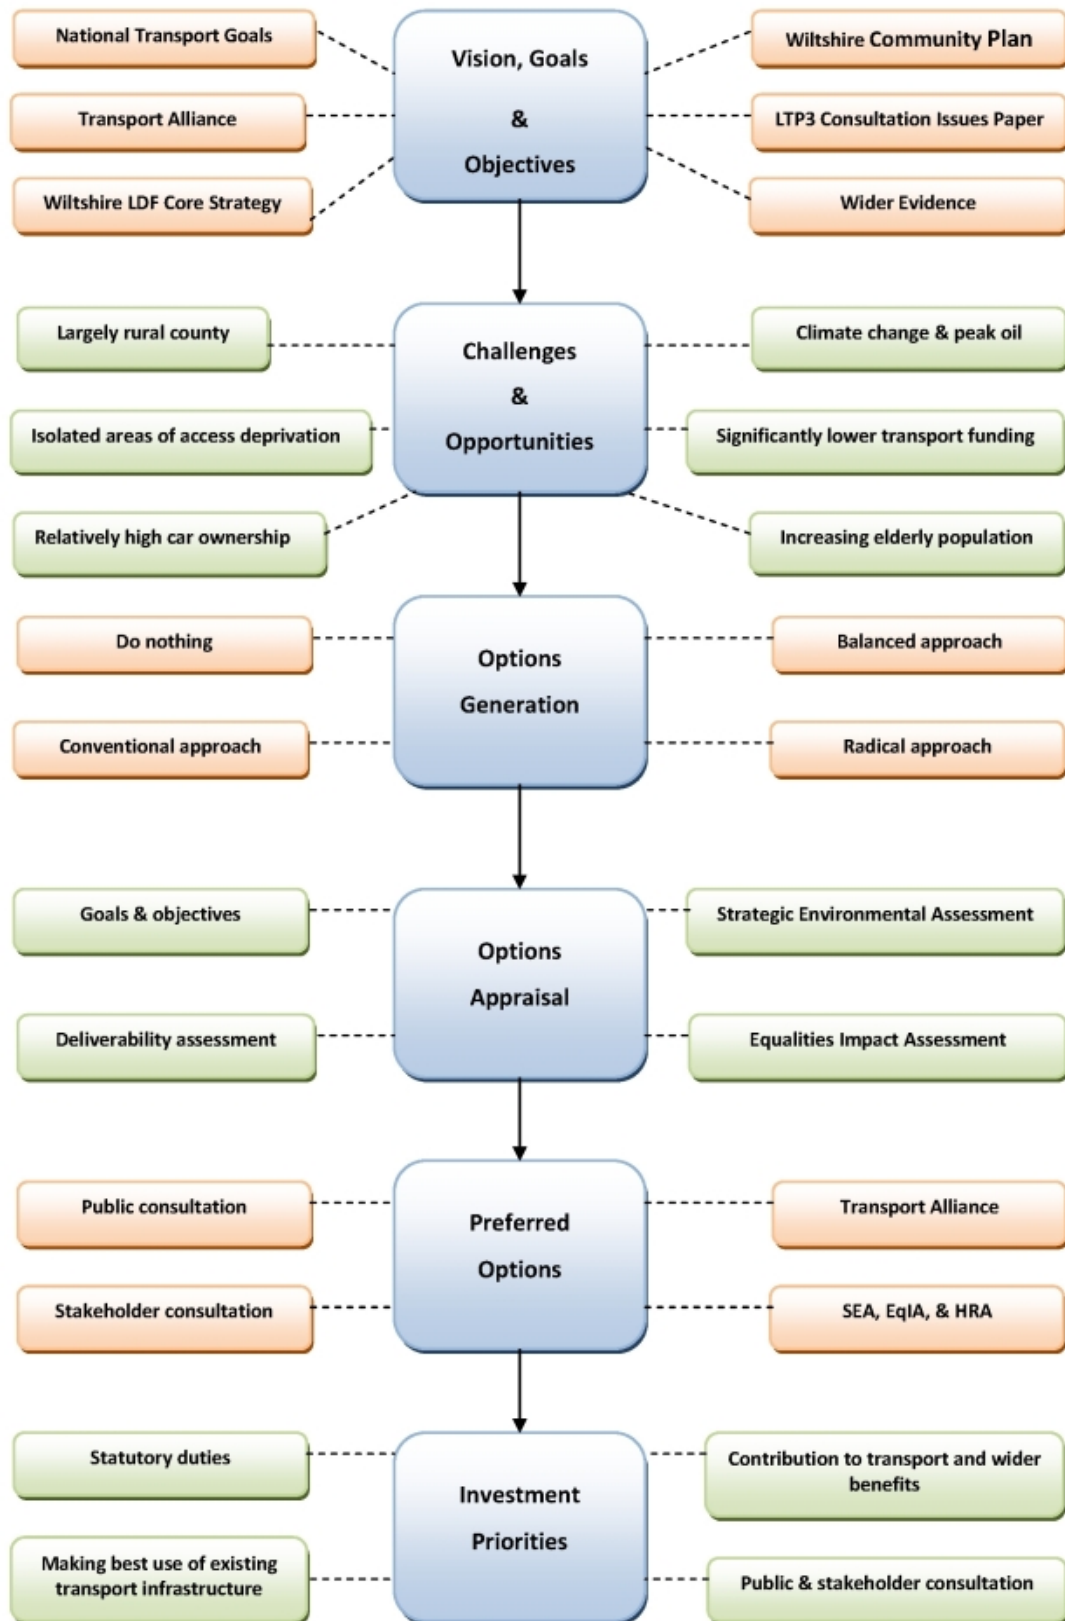 National Transport Goals
Transport Alliance
Wiltshire LDF Core Strategy
Vision, Goals
&
Objectives
Wiltshire Community Plan
LTP3 Consultation Issues Paper
Wider Evidence
Largely rural county
Isolated areas of access deprivation
Relatively high car ownership
Challenges
&
Opportunities
Climate change & peak oil
Significantly lower transport funding
Increasing elderly population
Do nothing
Conventional approach
Options
Generation
Balanced approach
Radical approach
Goals & objectives
Deliverability assessment
Options
Appraisal
Strategic Environmental Assessment
Equalities Impact Assessment
Public consultation
Stakeholder consultation
Preferred
Options
Transport Alliance
SEA, EqIA, & HRA
Statutory duties
Making best use of existing
transport infrastructure
Investment
Priorities
Contribution to transport and wider
benefits
Public & stakeholder consultation